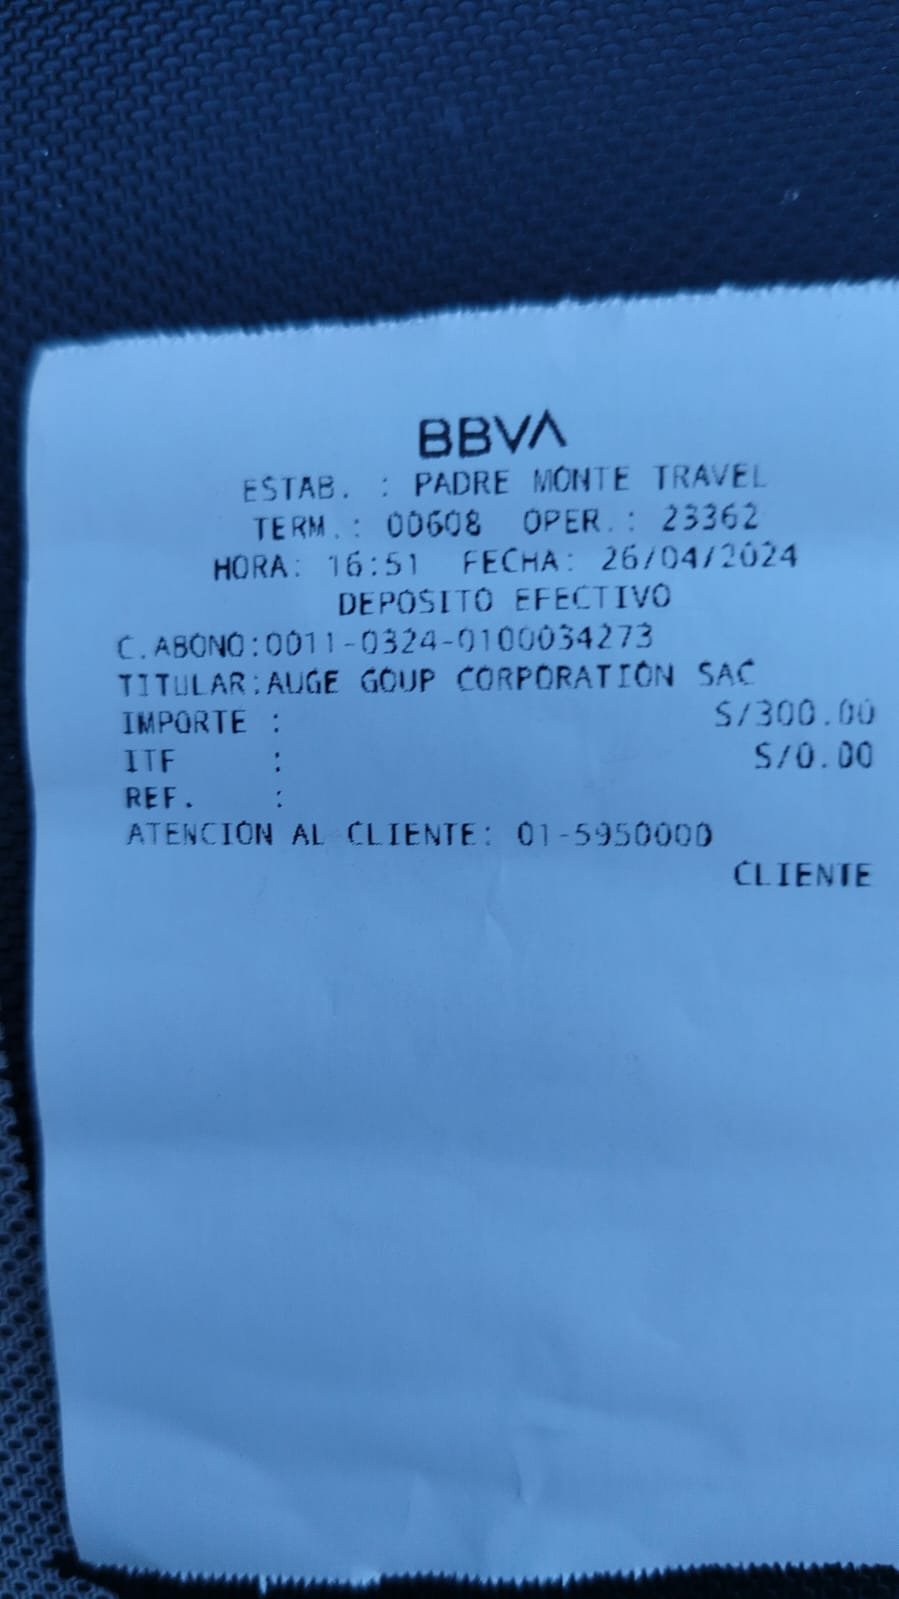 BBVA
ESTAB. : PADRE MONTE TRAVEL
TERM.: 00608 OPER.: 23362
HORA: 16:51 FECHA: 26/04/2024
DEPOSITO EFECTIVO
C.ABONO:0011-0324-0100034273
TITULAR:AUGE GOUP CORPORATION SAC
IMPORTE : S/300.00
ITF : S/0.00
REF. :
ATENCION AL CLIENTE: 01-5950000
CLIENTE